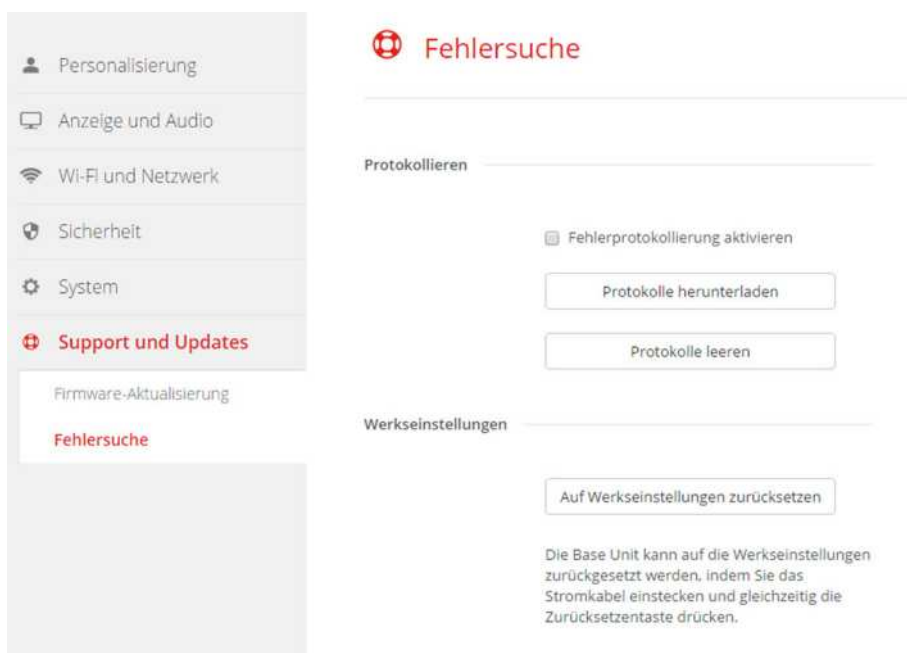 Personalisierung
Anzeige und Audio
Wi-Fi und Netzwerk
Sicherheit
System
Support und Updates
Firmware-Aktualisierung
Fehlersuche
Fehlersuche
Protokollieren
Fehlerprotokollierung aktivieren
Protokolle herunterladen
Protokolle leeren
Werkseinstellungen
Auf Werkseinstellungen zurücksetzen
Die Base Unit kann auf die Werkseinstellungen
zurückgesetzt werden, indem Sie das
Stromkabel einstecken und gleichzeitig die
Zurücksetzentaste drücken.